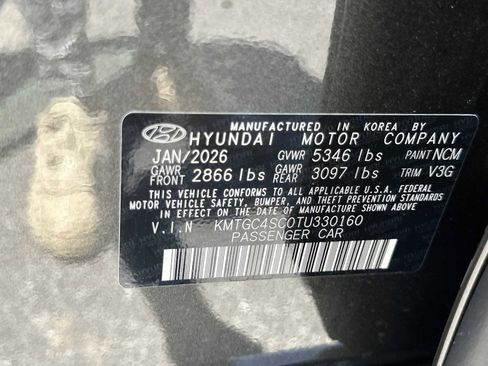 MANUFACTURED IN KOREA BY
HYUNDAI MOTOR COMPANY
JAN/2026 GVWR 5346 lbs PAINT NCM
GAWR FRONT 2866 lbs GAWR REAR 3097 lbs TRIM V3G
THIS VEHICLE CONFORMS TO ALL APPLICABLE U.S.A. FEDERAL
MOTOR VEHICLE SAFETY, BUMPER, AND THEFT PREVENTION STANDARDS
IN EFFECT ON THE DATE OF MANUFACTURE SHOWN ABOVE.
V.I.N KMTGC4SC0TU330160
PASSENGER CAR